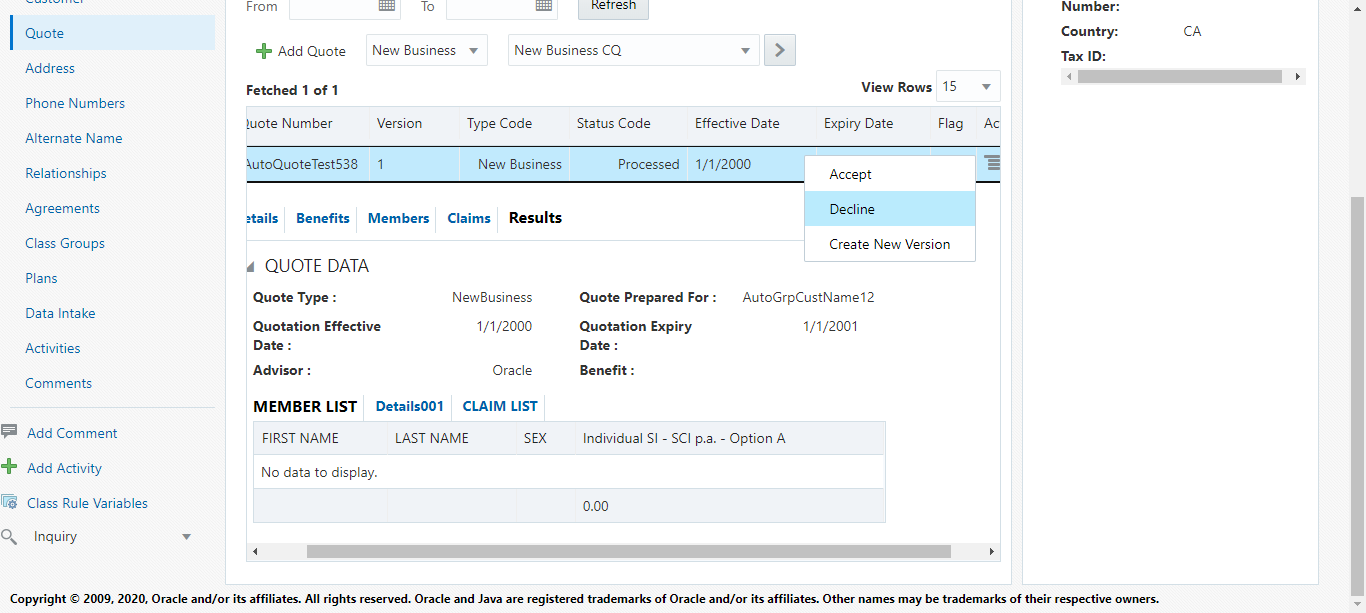 Customer
Quote
Address
Phone Numbers
Alternate Name
Relationships
Agreements
Class Groups
Plans
Data Intake
Activities
Comments
Add Comment
Add Activity
Class Rule Variables
Inquiry
From To Refresh
Add Quote New Business New Business CQ
Fetched 1 of 1 View Rows 15
Quote Number Version Type Code Status Code Effective Date Expiry Date Flag Ac
AutoQuoteTest538 1 New Business Processed 1/1/2000
Accept
Decline
Create New Version
etails Benefits Members Claims Results
QUOTE DATA
Quote Type : NewBusiness Quote Prepared For : AutoGrpCustName12
Quotation Effective 1/1/2000 Quotation Expiry 1/1/2001
Date : Date :
Advisor : Oracle Benefit :
MEMBER LIST Details001 CLAIM LIST
FIRST NAME LAST NAME SEX Individual SI - SCI p.a. - Option A
No data to display.
0.00
Number:
Country: CA
Tax ID:
Copyright © 2009, 2020, Oracle and/or its affiliates. All rights reserved. Oracle and Java are registered trademarks of Oracle and/or its affiliates. Other names may be trademarks of their respective owners.